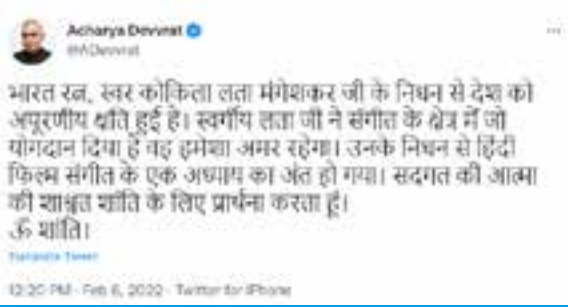 Acharya Devvrat
@ADevvrat
भारत रत्न, स्वर कोकिला लता मंगेशकर जी के निधन से देश को
अपूरणीय क्षति हुई है। स्वर्गीय लता जी ने संगीत के क्षेत्र में जो
योगदान दिया है वह हमेशा अमर रहेगा। उनके निधन से हिंदी
फिल्म संगीत के एक अध्याय का अंत हो गया। सदगत की आत्मा
की शाश्वत शांति के लिए प्रार्थना करता हूं।
ॐ शांति।
Translate Tweet
12:20 PM · Feb 6, 2022 · Twitter for iPhone